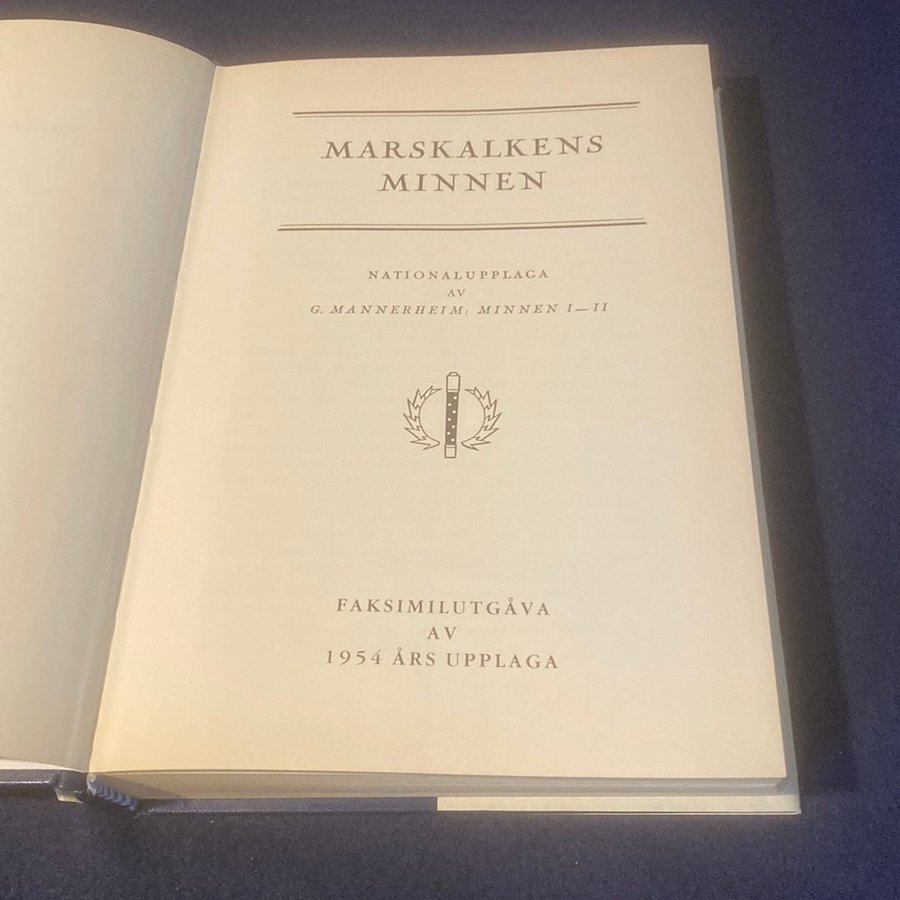 MARSKALKENS
MINNEN
NATIONALUPPLAGA
AV
G. MANNERHEIM: MINNEN I—II
FAKSIMILUTGÅVA
AV
1954 ÅRS UPPLAGA